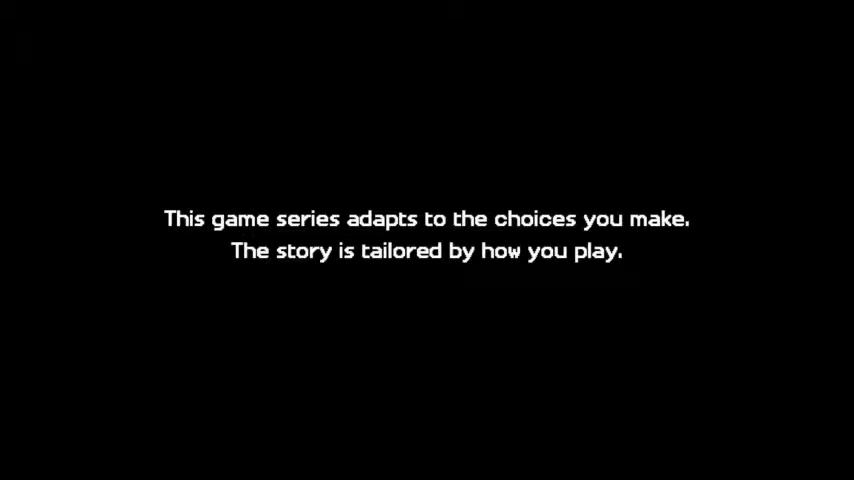 This game series adapts to the choices you make.
The story is tailored by how you play.